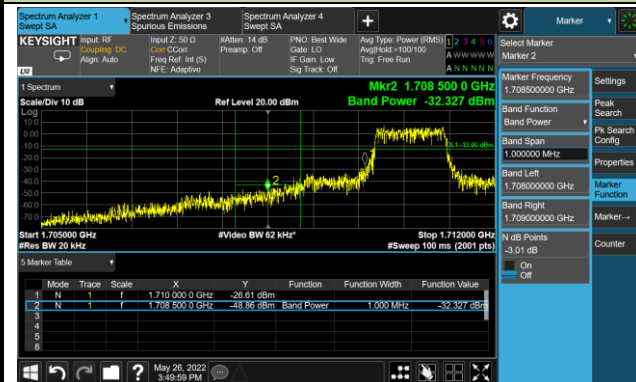 Spectrum Analyzer 1
Swept SA
Spectrum Analyzer 3
Spurious Emissions
Spectrum Analyzer 4
Swept SA
+
Marker
KEYSIGHT
Input: RF
Coupling: DC
Align: Auto
Input Z: 50 Ω
Corr CCorr
Freq Ref: Int (S)
NFE: Adaptive
#Atten: 14 dB
Preamp: Off
PNO: Best Wide
Gate: LO
IF Gain: Low
Sig Track: Off
Avg Type: Power (RMS)
Avg|Hold:>100/100
Trig: Free Run
1 2 3 4 5 6
A W W W W W
A N N N N N
LXI
Select Marker
Marker 2
1 Spectrum
Scale/Div 10 dB
Ref Level 20.00 dBm
Mkr2 1.708 500 0 GHz
Band Power -32.327 dBm
Log
10.0
0.00
-10.0
-20.0
-30.0
-40.0
-50.0
-60.0
-70.0
DL1 -13.00 dBm
2
Start 1.705000 GHz
#Res BW 20 kHz
#Video BW 62 kHz*
Stop 1.712000 GHz
#Sweep 100 ms (2001 pts)
5 Marker Table
Mode Trace Scale X Y Function Function Width Function Value
1 N 1 f 1.710 000 0 GHz -26.61 dBm
2 N 1 f 1.708 500 0 GHz -48.86 dBm Band Power 1.000 MHz -32.327 dBm
3
4
5
6
Marker Frequency
1.708500000 GHz
Band Function
Band Power
Band Span
1.000000 MHz
Band Left
1.708000000 GHz
Band Right
1.709000000 GHz
N dB Points
-3.01 dB
On
Off
Settings
Peak
Search
Pk Search
Config
Properties
Marker
Function
Marker→
Counter
?
May 26, 2022
3:49:59 PM